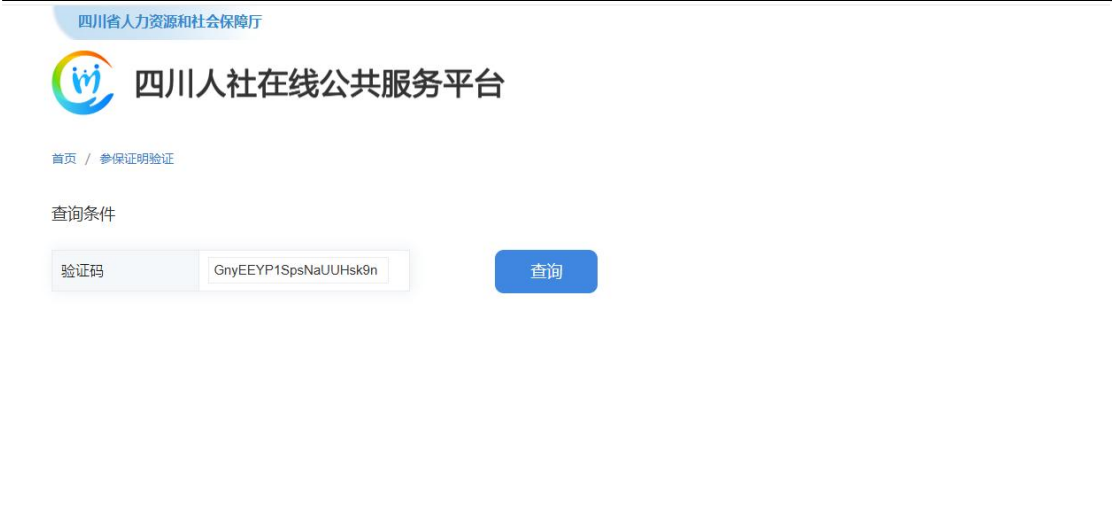 四川省人力资源和社会保障厅
四川人社在线公共服务平台
首页 / 参保证明验证
查询条件
验证码 GnyEEYP1SpsNaUUHsk9n 查询